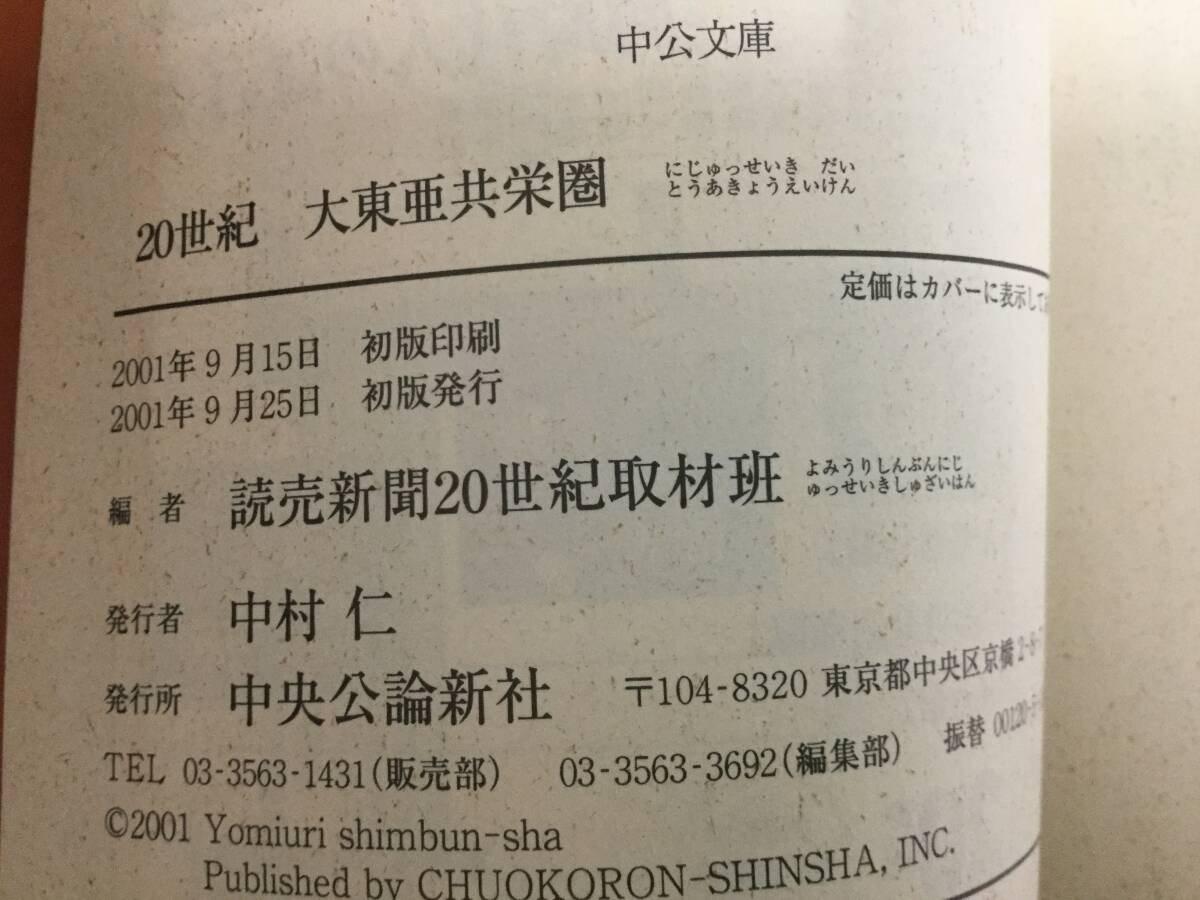 中公文庫
20世紀 大東亜共栄圏
にじゅっせいき だい
とうあきょうえいけん
定価はカバーに表示して
2001年9月15日 初版印刷
2001年9月25日 初版発行
編者 読売新聞20世紀取材班
よみうりしんぶんにじ
ゅっせいきしゅざいはん
発行者 中村 仁
発行所 中央公論新社 〒104-8320 東京都中央区京橋2-8-
TEL 03-3563-1431(販売部) 03-3563-3692(編集部) 振替 00120-
©2001 Yomiuri shimbun-sha
Published by CHUOKORON-SHINSHA, INC.